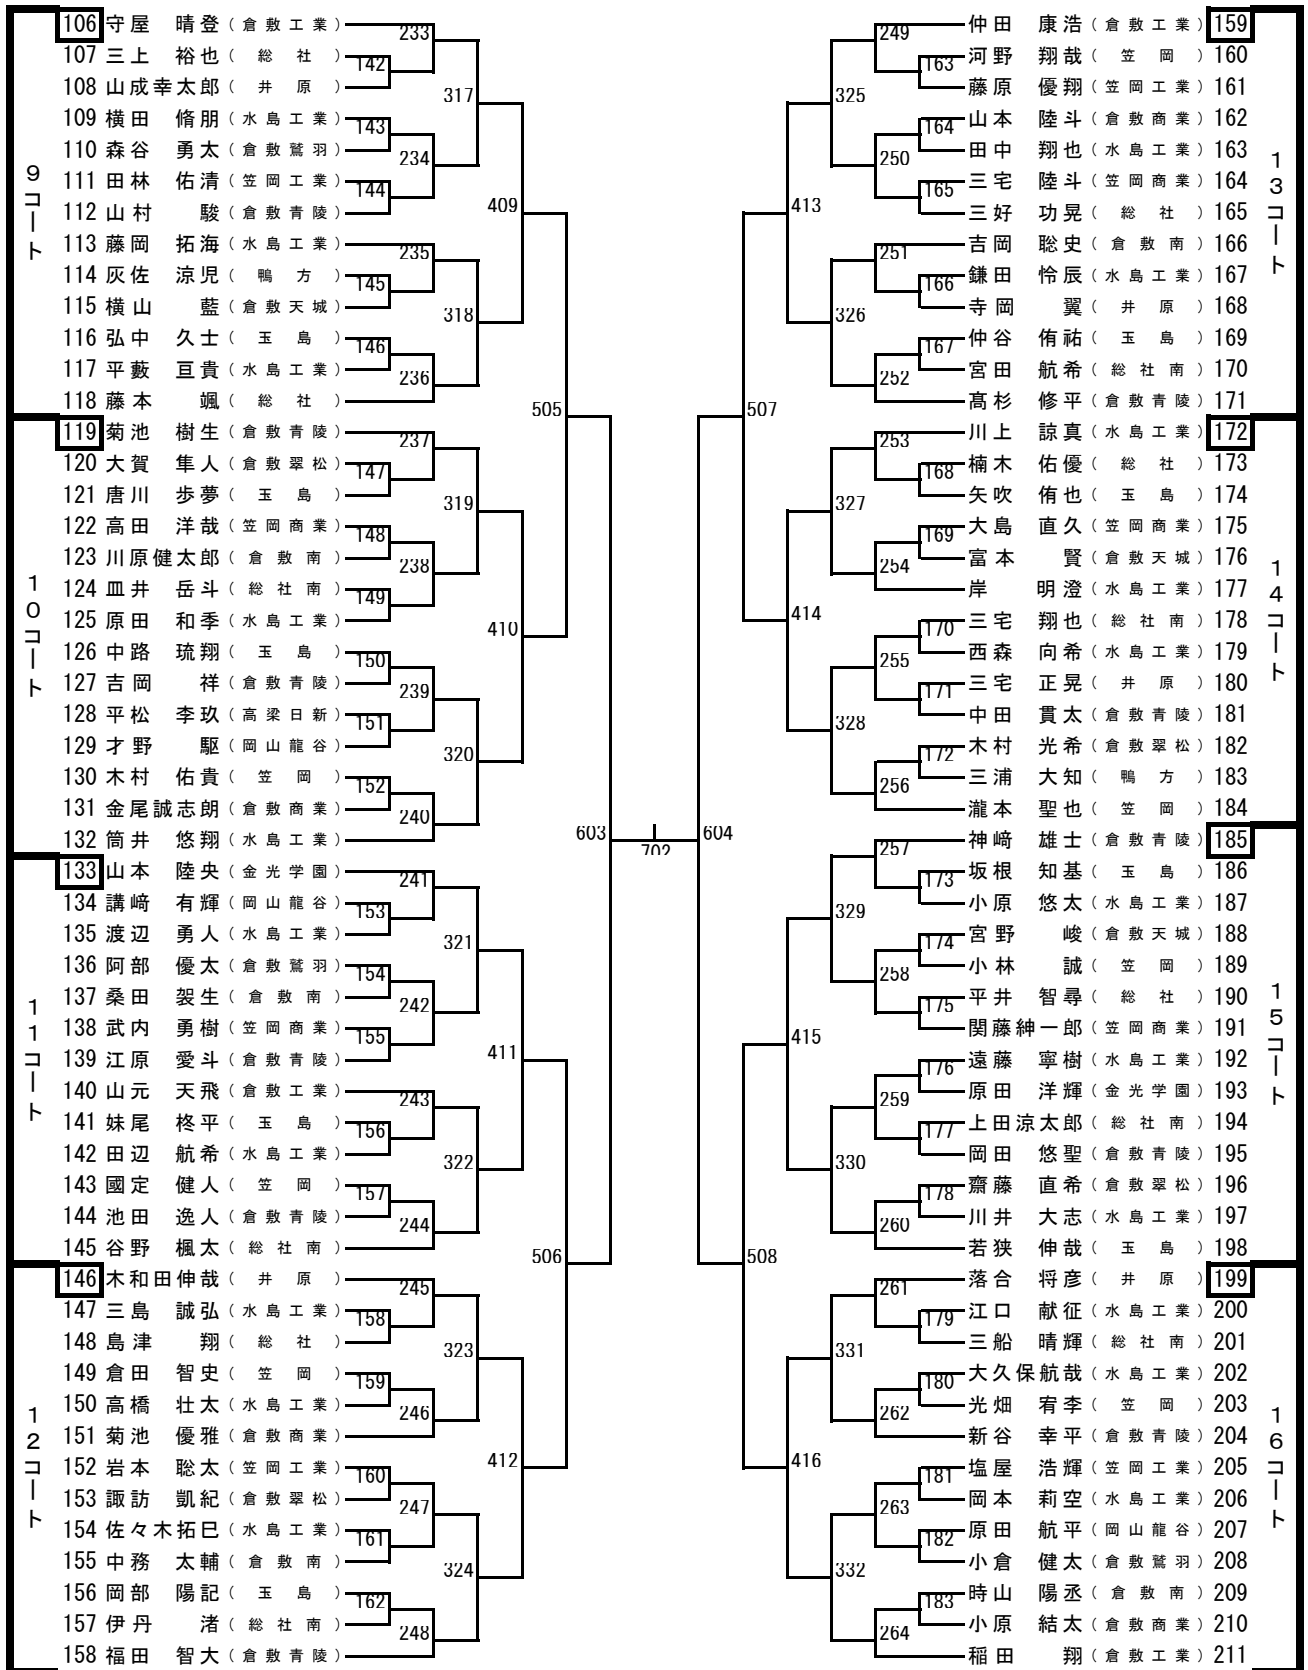 9コート
106 守屋 晴登 (倉敷工業)
107 三上 裕也 (総社)
108 山成幸太郎 (井原)
109 横田 脩朋 (水島工業)
110 森谷 勇太 (倉敷鷲羽)
111 田林 佑清 (笠岡工業)
112 山村 駿 (倉敷青陵)
113 藤岡 拓海 (水島工業)
114 灰佐 涼児 (鴨方)
115 横山 藍 (倉敷天城)
116 弘中 久士 (玉島)
117 平藪 亘貴 (水島工業)
118 藤本 颯 (総社)
10コート
119 菊池 樹生 (倉敷青陵)
120 大賀 隼人 (倉敷翠松)
121 唐川 歩夢 (玉島)
122 高田 洋哉 (笠岡商業)
123 川原健太郎 (倉敷南)
124 皿井 岳斗 (総社南)
125 原田 和季 (水島工業)
126 中路 琉翔 (玉島)
127 吉岡 祥 (倉敷青陵)
128 平松 李玖 (高梁日新)
129 才野 駆 (岡山龍谷)
130 木村 佑貴 (笠岡)
131 金尾誠志朗 (倉敷商業)
132 筒井 悠翔 (水島工業)
11コート
133 山本 陸央 (金光学園)
134 講﨑 有輝 (岡山龍谷)
135 渡辺 勇人 (水島工業)
136 阿部 優太 (倉敷鷲羽)
137 桑田 袈生 (倉敷南)
138 武内 勇樹 (笠岡商業)
139 江原 愛斗 (倉敷青陵)
140 山元 天飛 (倉敷工業)
141 妹尾 柊平 (玉島)
142 田辺 航希 (水島工業)
143 國定 健人 (笠岡)
144 池田 逸人 (倉敷青陵)
145 谷野 楓太 (総社南)
12コート
146 木和田伸哉 (井原)
147 三島 誠弘 (水島工業)
148 島津 翔 (総社)
149 倉田 智史 (笠岡)
150 高橋 壮太 (水島工業)
151 菊池 優雅 (倉敷商業)
152 岩本 聡太 (笠岡工業)
153 諏訪 凱紀 (倉敷翠松)
154 佐々木拓巳 (水島工業)
155 中務 太輔 (倉敷南)
156 岡部 陽記 (玉島)
157 伊丹 渚 (総社南)
158 福田 智大 (倉敷青陵)
233
142
317
143
234
144
409
235
145
318
146
236
505
237
147
319
148
238
149
410
150
239
151
320
152
240
603
702
604
241
153
321
154
242
155
411
243
156
322
157
244
506
245
158
323
159
246
412
160
247
161
324
162
248
249
163
325
164
250
165
413
251
166
326
167
252
507
253
168
327
169
254
414
170
255
171
328
172
256
257
173
329
174
258
175
415
176
259
177
330
178
260
508
261
179
331
180
262
416
181
263
182
332
183
264
13コート
仲田 康浩 (倉敷工業) 159
河野 翔哉 (笠岡) 160
藤原 優翔 (笠岡工業) 161
山本 陸斗 (倉敷商業) 162
田中 翔也 (水島工業) 163
三宅 陸斗 (笠岡商業) 164
三好 功晃 (総社) 165
吉岡 聡史 (倉敷南) 166
鎌田 怜辰 (水島工業) 167
寺岡 翼 (井原) 168
仲谷 侑祐 (玉島) 169
宮田 航希 (総社南) 170
髙杉 修平 (倉敷青陵) 171
14コート
川上 諒真 (水島工業) 172
楠木 佑優 (総社) 173
矢吹 侑也 (玉島) 174
大島 直久 (笠岡商業) 175
富本 賢 (倉敷天城) 176
岸 明澄 (水島工業) 177
三宅 翔也 (総社南) 178
西森 向希 (水島工業) 179
三宅 正晃 (井原) 180
中田 貫太 (倉敷青陵) 181
木村 光希 (倉敷翠松) 182
三浦 大知 (鴨方) 183
瀧本 聖也 (笠岡) 184
15コート
神﨑 雄士 (倉敷青陵) 185
坂根 知基 (玉島) 186
小原 悠太 (水島工業) 187
宮野 峻 (倉敷天城) 188
小林 誠 (笠岡) 189
平井 智尋 (総社) 190
関藤紳一郎 (笠岡商業) 191
遠藤 寧樹 (水島工業) 192
原田 洋輝 (金光学園) 193
上田涼太郎 (総社南) 194
岡田 悠聖 (倉敷青陵) 195
齋藤 直希 (倉敷翠松) 196
川井 大志 (水島工業) 197
若狭 伸哉 (玉島) 198
16コート
落合 将彦 (井原) 199
江口 献征 (水島工業) 200
三船 晴輝 (総社南) 201
大久保航哉 (水島工業) 202
光畑 宥李 (笠岡) 203
新谷 幸平 (倉敷青陵) 204
塩屋 浩輝 (笠岡工業) 205
岡本 莉空 (水島工業) 206
原田 航平 (岡山龍谷) 207
小倉 健太 (倉敷鷲羽) 208
時山 陽丞 (倉敷南) 209
小原 結太 (倉敷商業) 210
稲田 翔 (倉敷工業) 211